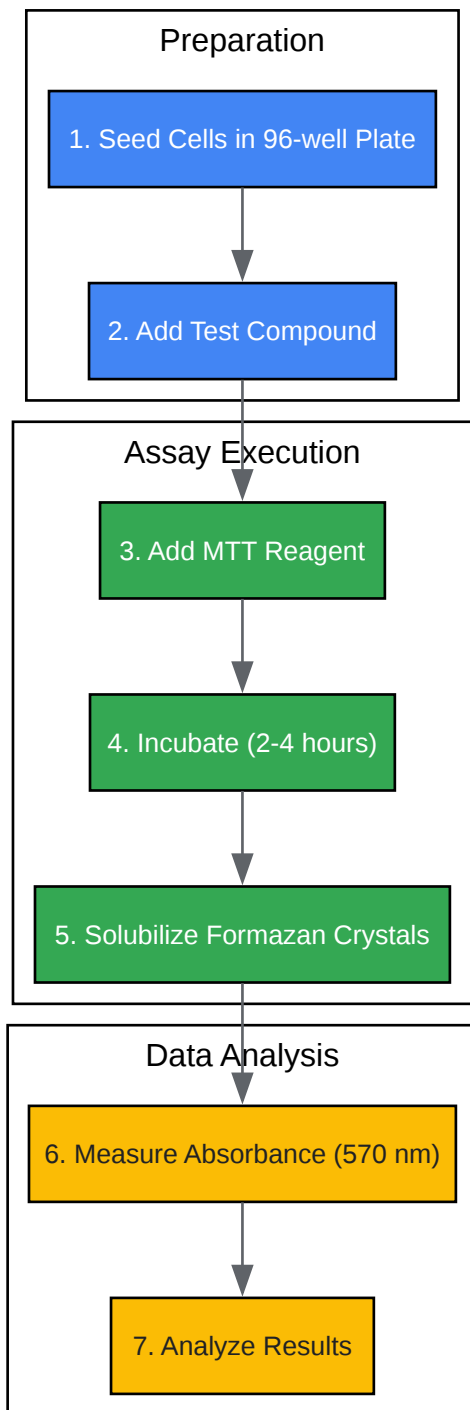 Preparation
1. Seed Cells in 96-well Plate
2. Add Test Compound
Assay Execution
3. Add MTT Reagent
4. Incubate (2-4 hours)
5. Solubilize Formazan Crystals
Data Analysis
6. Measure Absorbance (570 nm)
7. Analyze Results